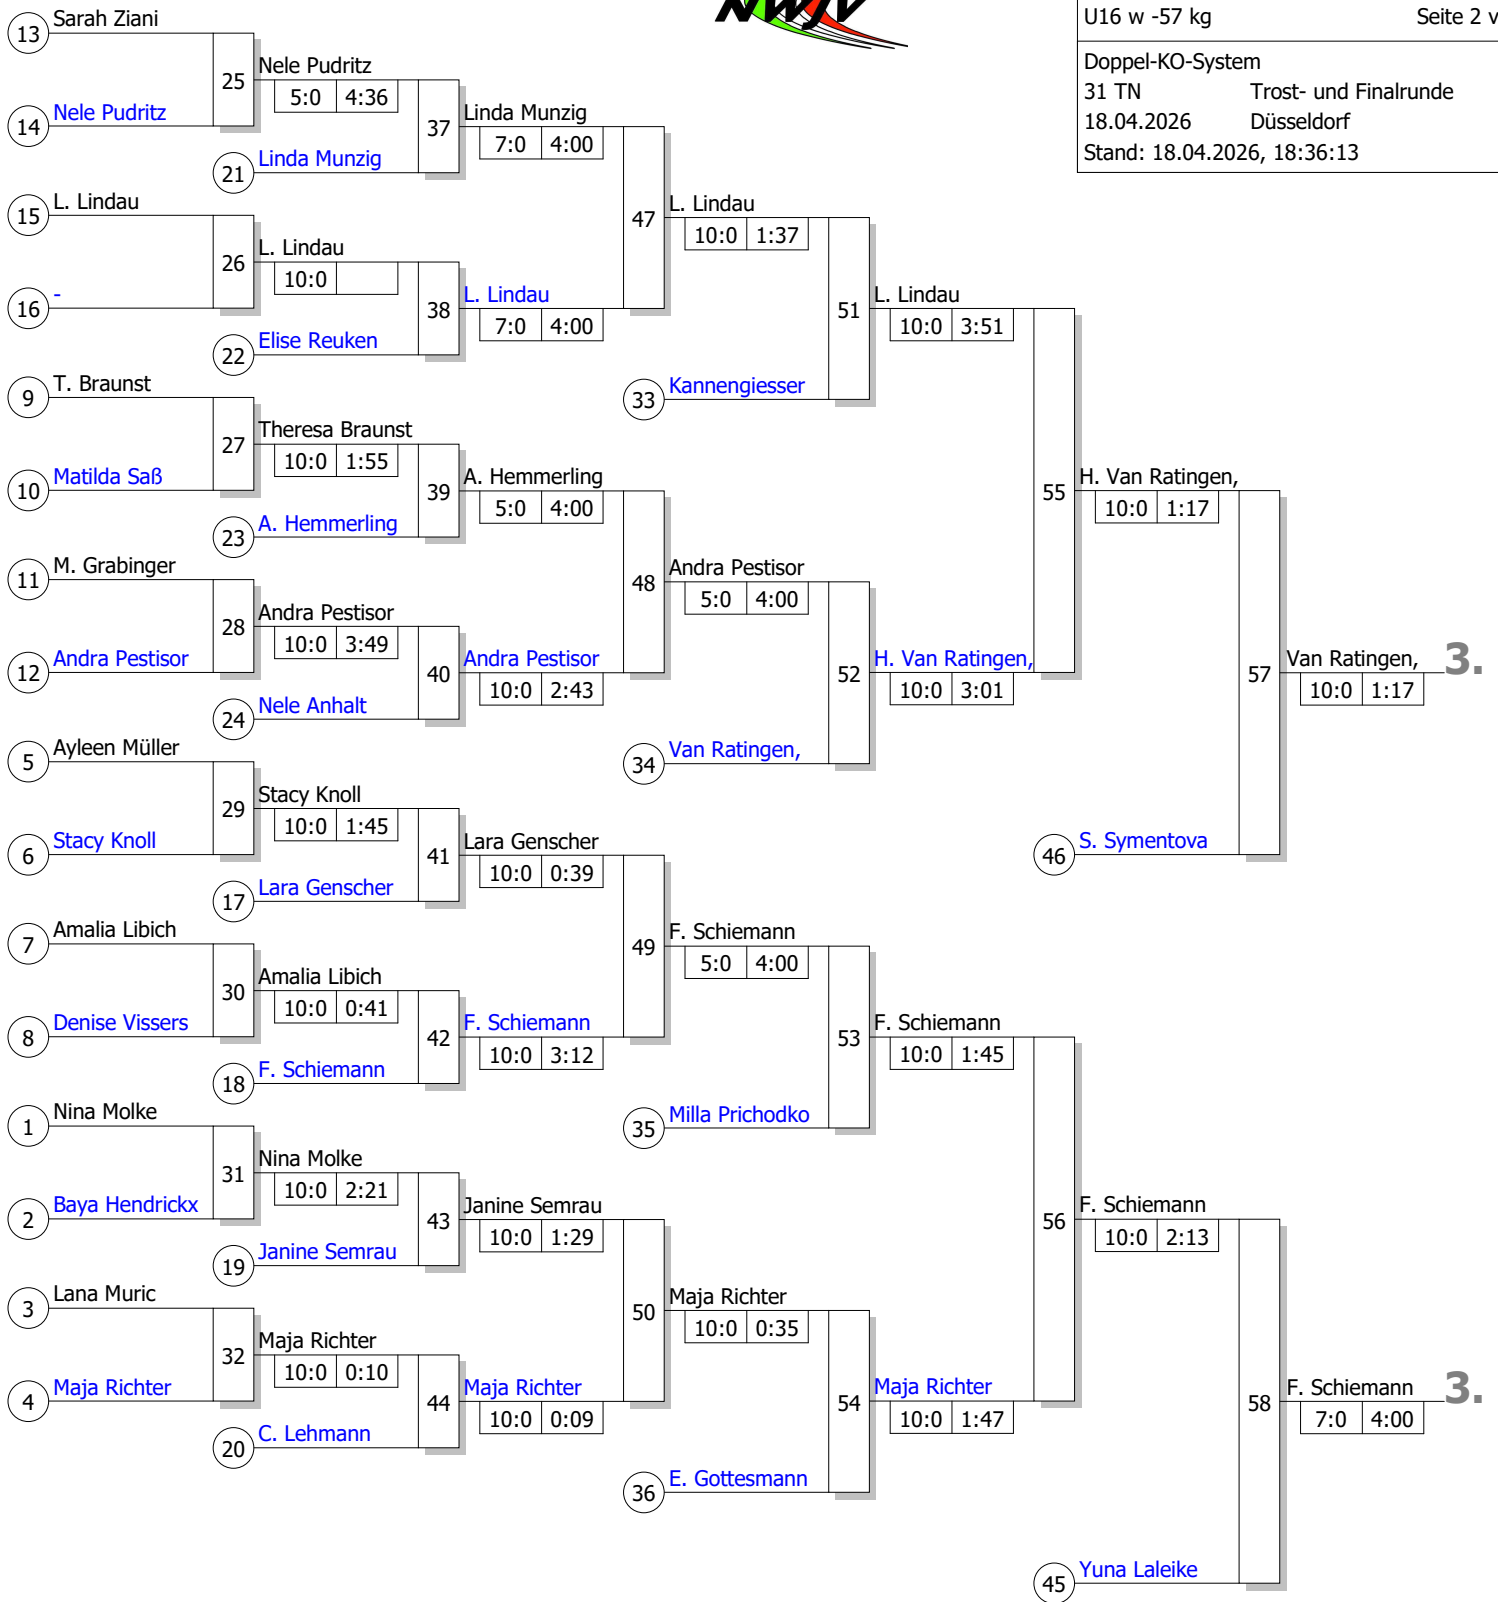 NWJV
U16 w -57 kg Seite 2 v
Doppel-KO-System
31 TN Trost- und Finalrunde
18.04.2026 Düsseldorf
Stand: 18.04.2026, 18:36:13
13 Sarah Ziani
25 Nele Pudritz
5:0 4:36
14 Nele Pudritz
37 Linda Munzig
7:0 4:00
21 Linda Munzig
15 L. Lindau
47 L. Lindau
10:0 1:37
26 L. Lindau
10:0
16 -
38 L. Lindau
7:0 4:00
22 Elise Reuken
51 L. Lindau
10:0 3:51
33 Kannengiesser
9 T. Braunst
27 Theresa Braunst
10:0 1:55
10 Matilda Saß
39 A. Hemmerling
5:0 4:00
23 A. Hemmerling
55 H. Van Ratingen,
10:0 1:17
11 M. Grabinger
48 Andra Pestisor
5:0 4:00
28 Andra Pestisor
10:0 3:49
12 Andra Pestisor
40 Andra Pestisor
10:0 2:43
24 Nele Anhalt
52 H. Van Ratingen,
10:0 3:01
57 Van Ratingen, 3.
10:0 1:17
34 Van Ratingen,
5 Ayleen Müller
29 Stacy Knoll
10:0 1:45
6 Stacy Knoll
41 Lara Genscher
10:0 0:39
46 S. Symentova
17 Lara Genscher
7 Amalia Libich
49 F. Schiemann
5:0 4:00
30 Amalia Libich
10:0 0:41
8 Denise Vissers
42 F. Schiemann
10:0 3:12
18 F. Schiemann
53 F. Schiemann
10:0 1:45
35 Milla Prichodko
1 Nina Molke
31 Nina Molke
10:0 2:21
2 Baya Hendrickx
43 Janine Semrau
10:0 1:29
19 Janine Semrau
56 F. Schiemann
10:0 2:13
3 Lana Muric
50 Maja Richter
10:0 0:35
32 Maja Richter
10:0 0:10
4 Maja Richter
44 Maja Richter
10:0 0:09
20 C. Lehmann
54 Maja Richter
10:0 1:47
58 F. Schiemann 3.
7:0 4:00
36 E. Gottesmann
45 Yuna Laleike